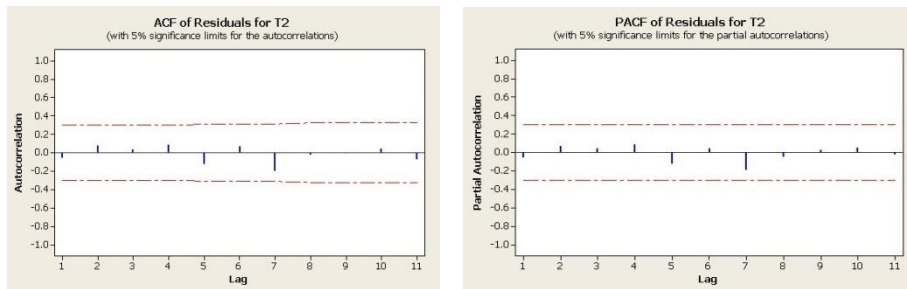 ACF of Residuals for T2
(with 5% significance limits for the autocorrelations)
Autocorrelation
1.0
0.8
0.6
0.4
0.2
0.0
-0.2
-0.4
-0.6
-0.8
-1.0
1 2 3 4 5 6 7 8 9 10 11
Lag
PACF of Residuals for T2
(with 5% significance limits for the partial autocorrelations)
Partial Autocorrelation
1.0
0.8
0.6
0.4
0.2
0.0
-0.2
-0.4
-0.6
-0.8
-1.0
1 2 3 4 5 6 7 8 9 10 11
Lag